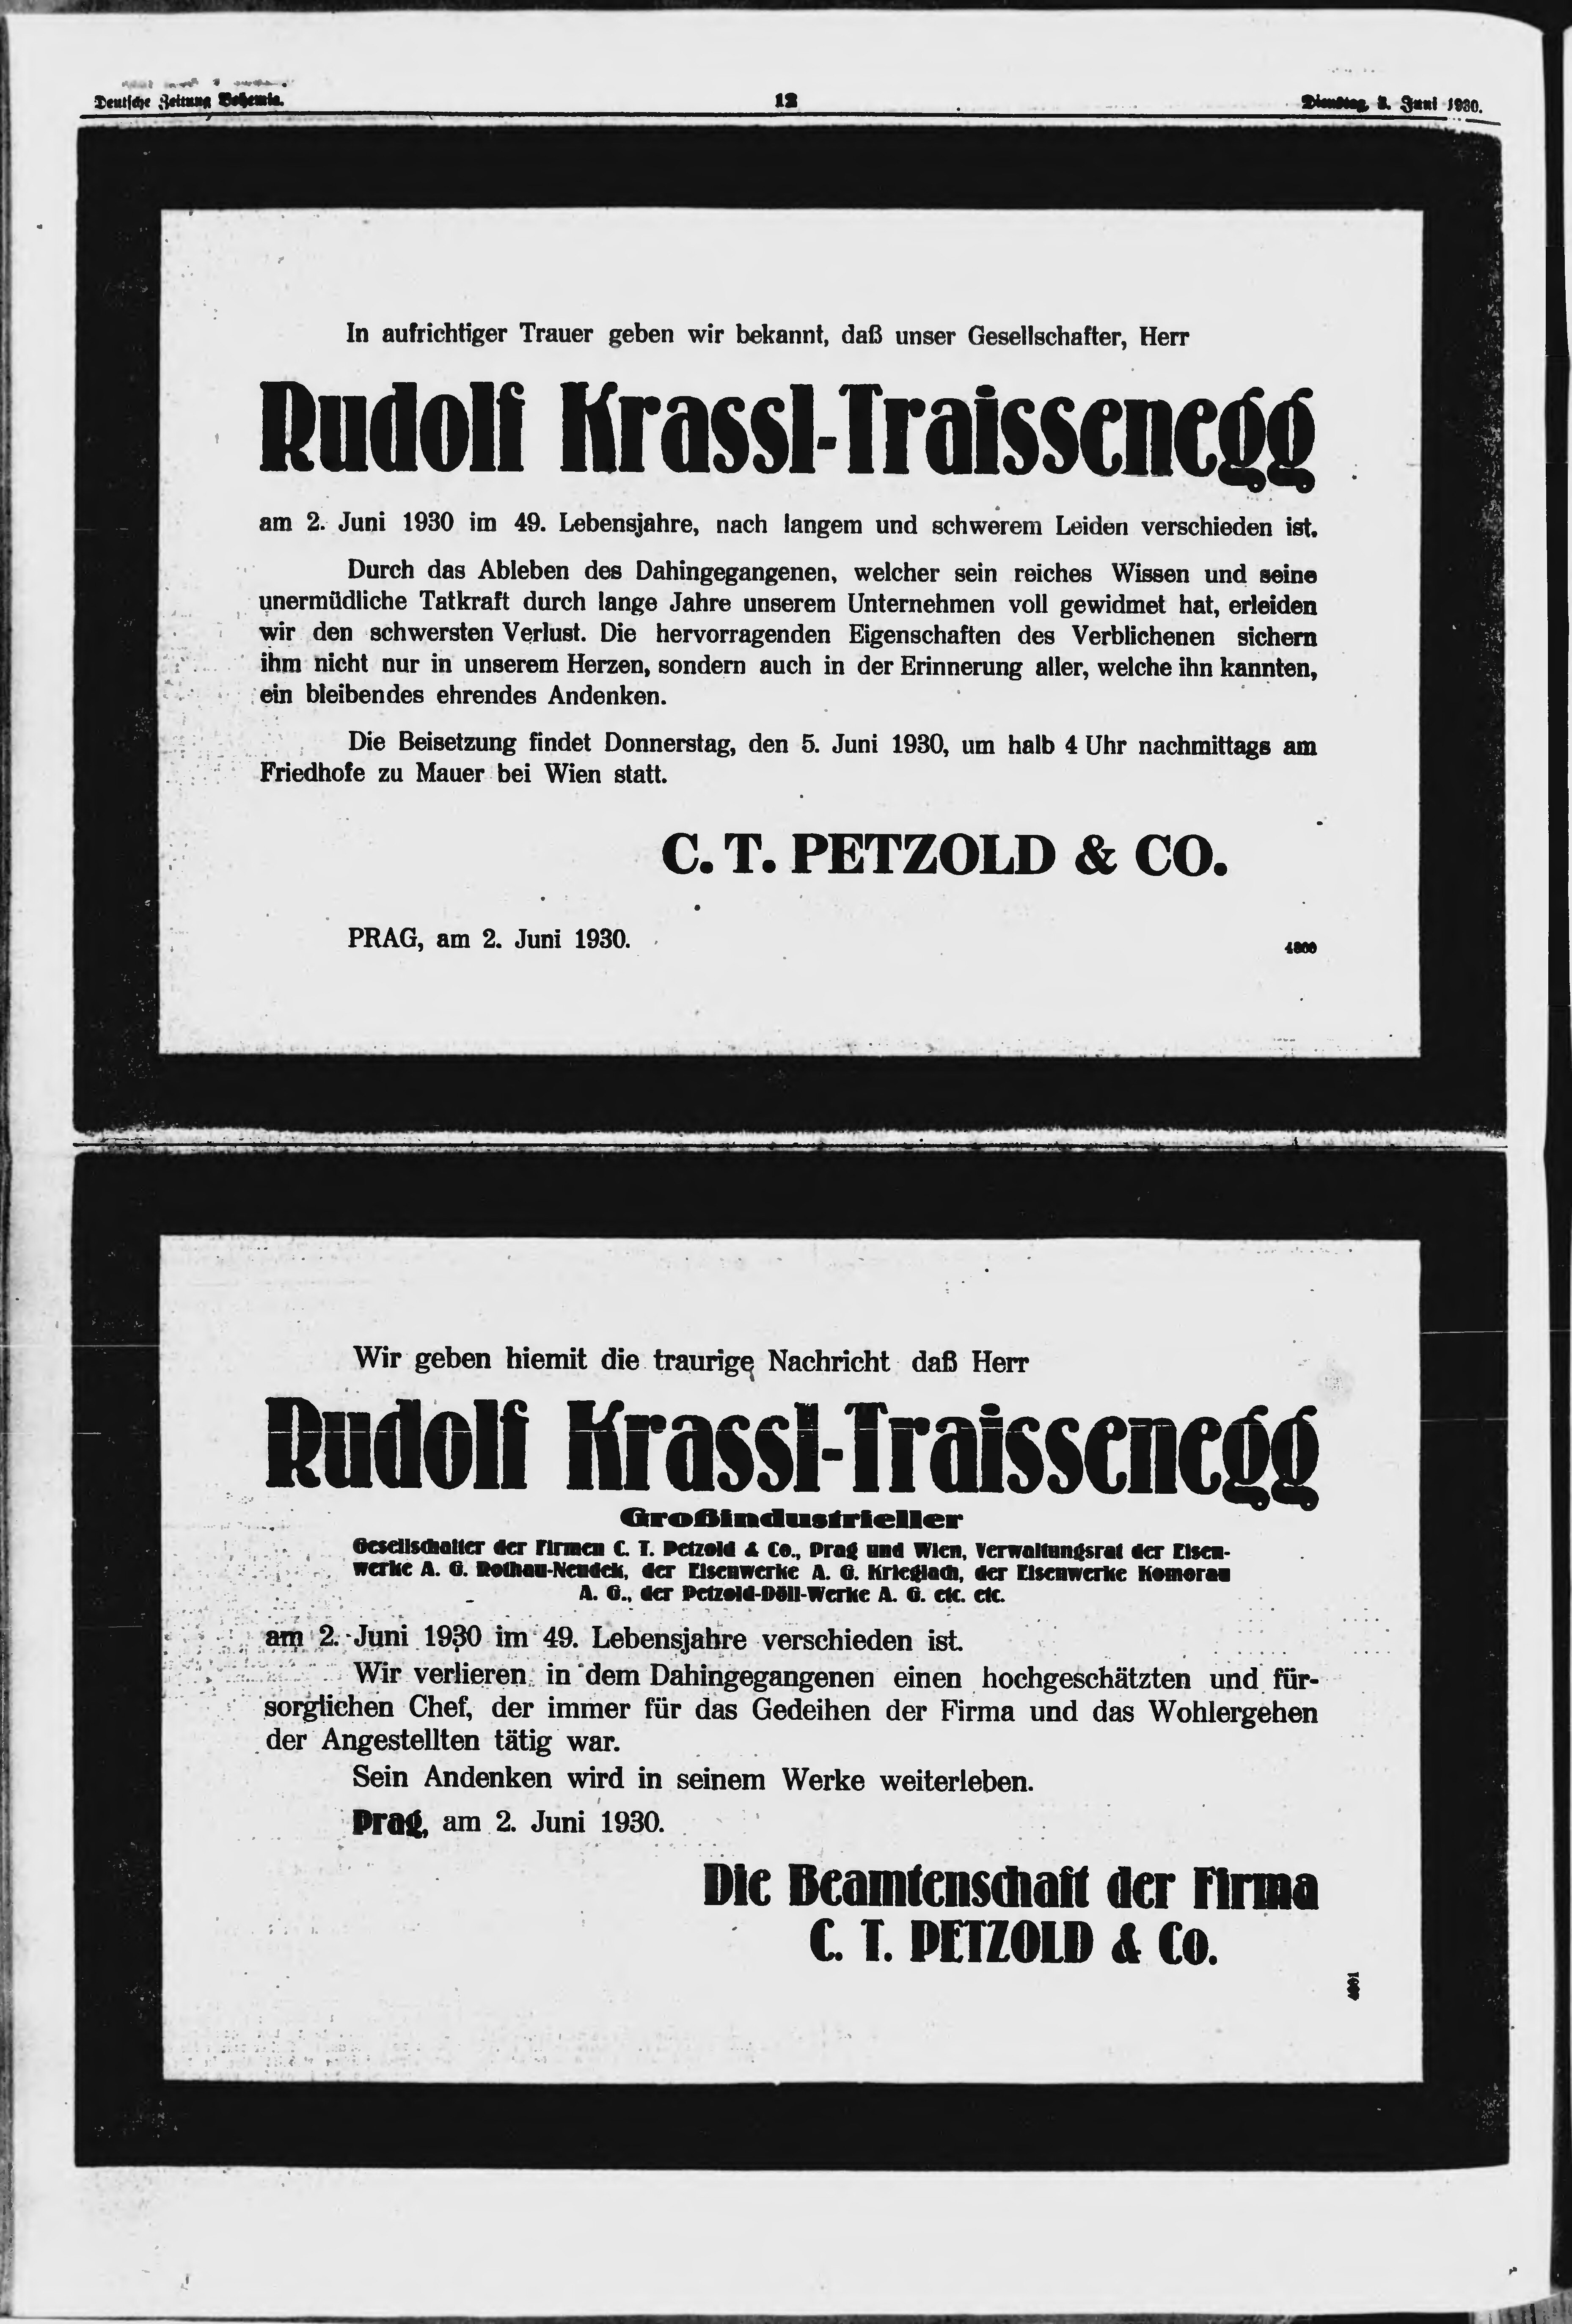 Deutsche Zeitung Bohemia.
12
Dienstag, 3. Juni 1930.
In aufrichtiger Trauer geben wir bekannt, daß unser Gesellschafter, Herr
Rudolf Krassl-Traissenegg
am 2. Juni 1930 im 49. Lebensjahre, nach langem und schwerem Leiden verschieden ist.
Durch das Ableben des Dahingegangenen, welcher sein reiches Wissen und seine
unermüdliche Tatkraft durch lange Jahre unserem Unternehmen voll gewidmet hat, erleiden
wir den schwersten Verlust. Die hervorragenden Eigenschaften des Verblichenen sichern
ihm nicht nur in unserem Herzen, sondern auch in der Erinnerung aller, welche ihn kannten,
ein bleibendes ehrendes Andenken.
Die Beisetzung findet Donnerstag, den 5. Juni 1930, um halb 4 Uhr nachmittags am
Friedhofe zu Mauer bei Wien statt.
C. T. PETZOLD & CO.
PRAG, am 2. Juni 1930.
Wir geben hiemit die traurige Nachricht daß Herr
Rudolf Krassl-Traissenegg
Großindustrieller
Gesellschafter der Firmen C. T. Petzold & Co., Prag und Wien, Verwaltungsrat der Eisen-
werke A. G. Rothau-Neudek, der Eisenwerke A. G. Krieglach, der Eisenwerke Komorau
A. G., der Petzold-Döll-Werke A. G. etc. etc.
am 2. Juni 1930 im 49. Lebensjahre verschieden ist.
Wir verlieren in dem Dahingegangenen einen hochgeschätzten und für-
sorglichen Chef, der immer für das Gedeihen der Firma und das Wohlergehen
der Angestellten tätig war.
Sein Andenken wird in seinem Werke weiterleben.
Prag, am 2. Juni 1930.
Die Beamtenschaft der Firma
C. T. PETZOLD & Co.